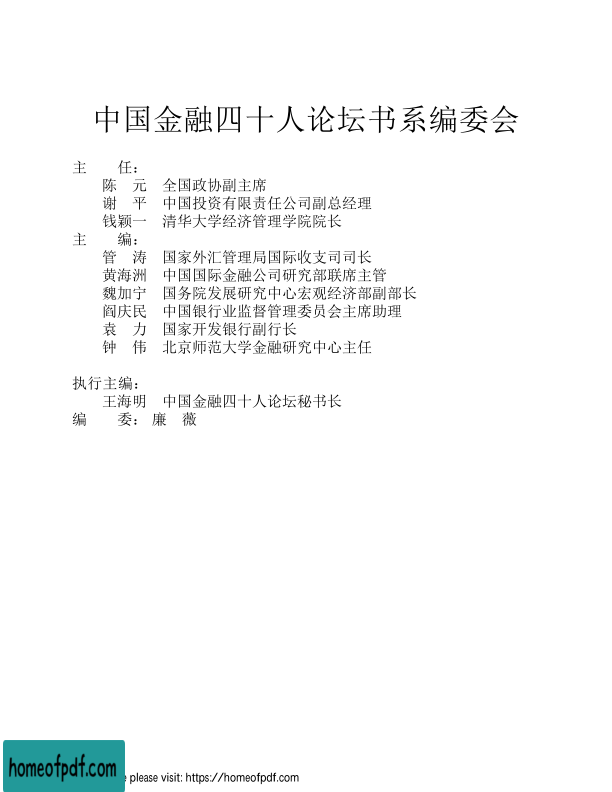 中国金融四十人论坛书系编委会
主　　任：
陈　元　全国政协副主席
谢　平　中国投资有限责任公司副总经理
钱颖一　清华大学经济管理学院院长
主　　编：
管　涛　国家外汇管理局国际收支司司长
黄海洲　中国国际金融公司研究部联席主管
魏加宁　国务院发展研究中心宏观经济部副部长
阎庆民　中国银行业监督管理委员会主席助理
袁　力　国家开发银行副行长
钟　伟　北京师范大学金融研究中心主任
执行主编：
王海明　中国金融四十人论坛秘书长
编　　委：廉　薇
homeofpdf.com
please visit: https://homeofpdf.com